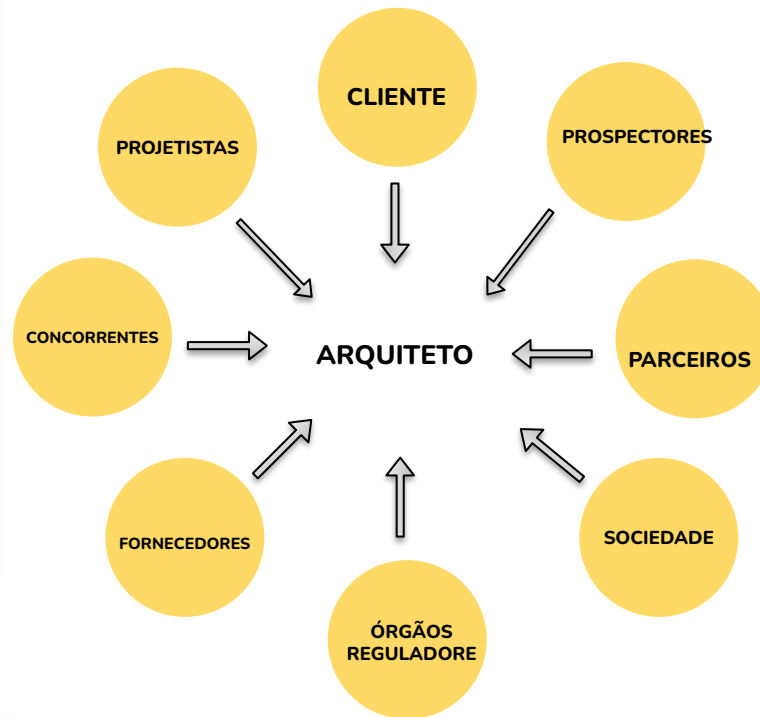 CLIENTE
PROJETISTAS
PROSPECTORES
CONCORRENTES
ARQUITETO
PARCEIROS
FORNECEDORES
SOCIEDADE
ÓRGÃOS
REGULADORE